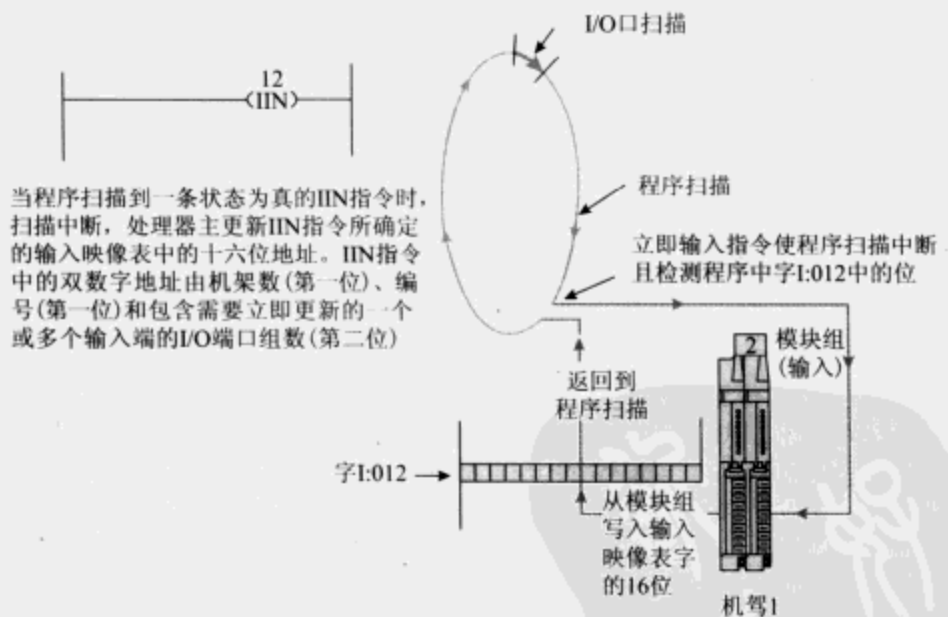 I/O口扫描
12
(IIN)
当程序扫描到一条状态为真的IIN指令时,
扫描中断，处理器主更新IIN指令所确定
的输入映像表中的十六位地址。IIN指令
中的双数字地址由机架数(第一位)、编
号(第一位)和包含需要立即更新的一个
或多个输入端的I/O端口组数(第二位)
程序扫描
立即输入指令使程序扫描中断
且检测程序中字I:012中的位
2
模块组
(输入)
返回到
程序扫描
字I:012
从模块组
写入输入
映像表字
的16位
机驾1